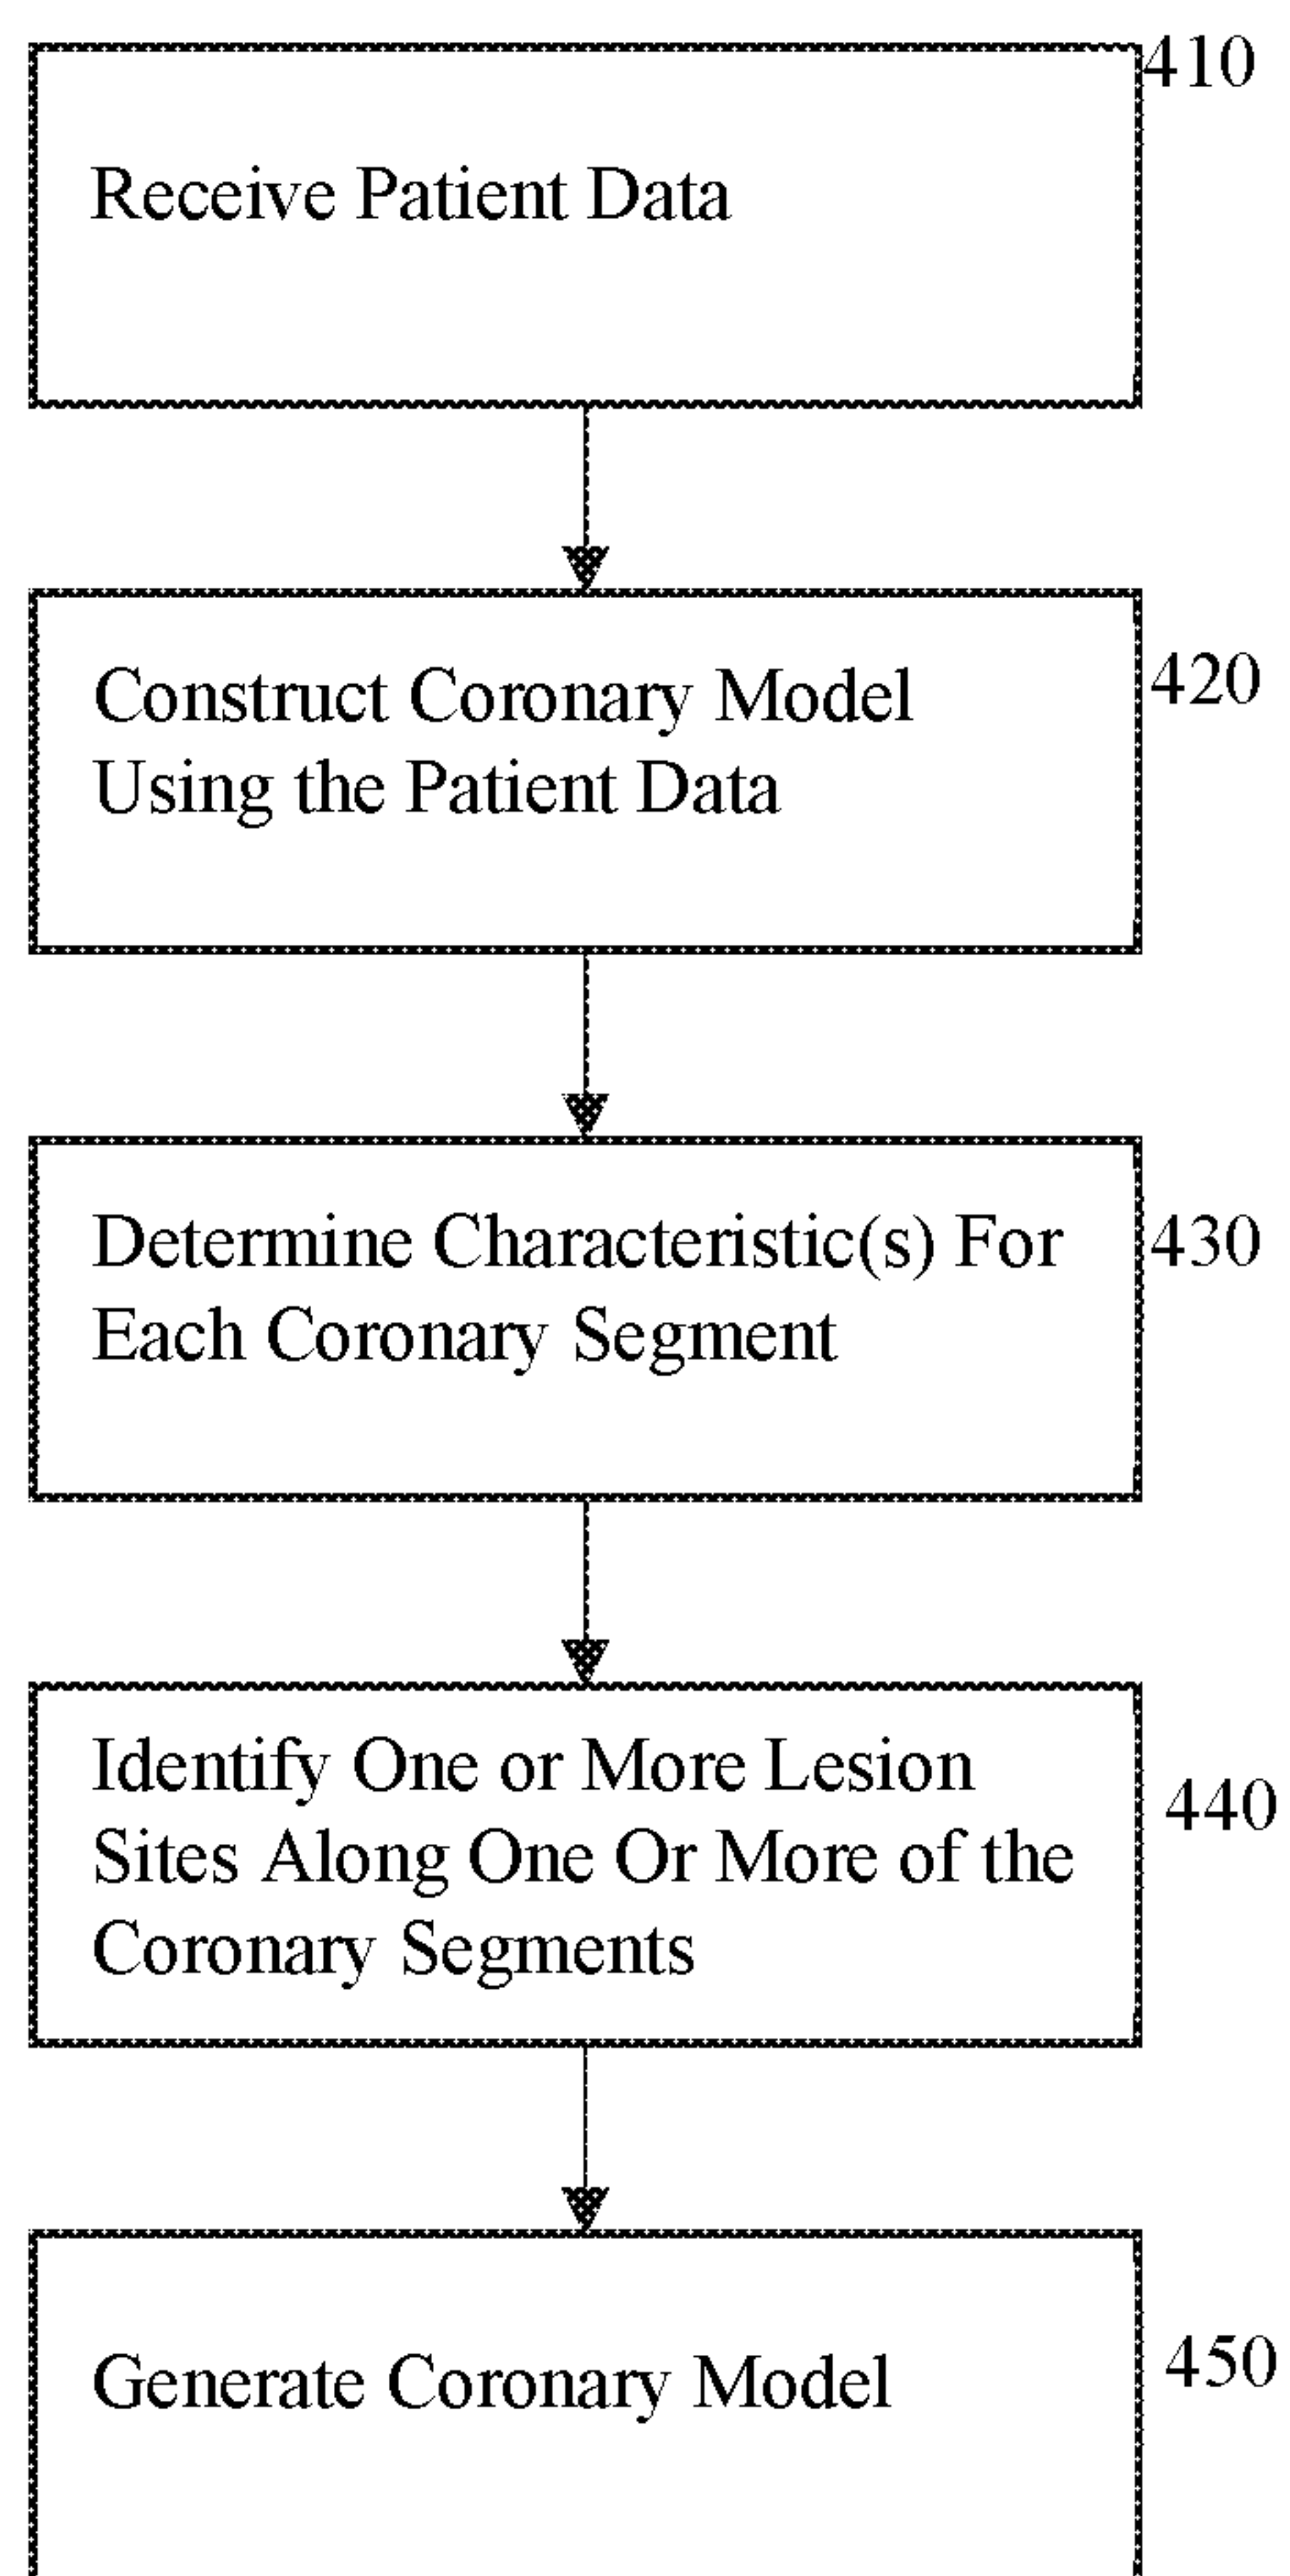 410
Receive Patient Data
Construct Coronary Model
420
Using the Patient Data
Determine Characteristic(s) For
430
Each Coronary Segment
Identify One or More Lesion
440
Sites Along One Or More of the
Coronary Segments
Generate Coronary Model
450